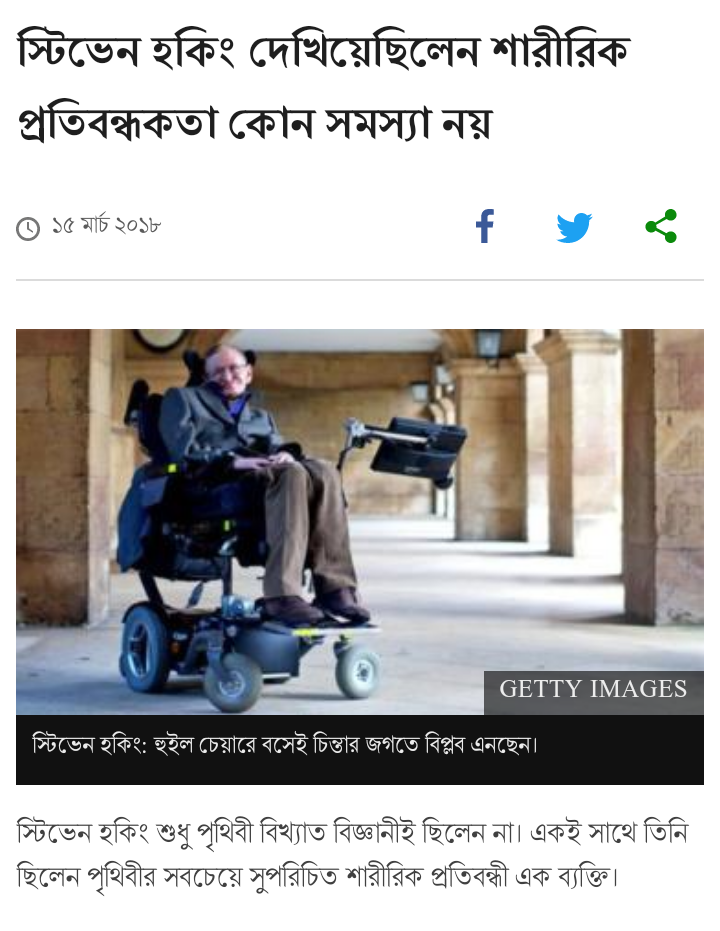 স্টিভেন হকিং দেখিয়েছিলেন শারীরিক
প্রতিবন্ধকতা কোন সমস্যা নয়
১৫ মার্চ ২০১৮
GETTY IMAGES
স্টিভেন হকিং: হুইল চেয়ারে বসেই চিন্তার জগতে বিপ্লব এনছেন।
স্টিভেন হকিং শুধু পৃথিবী বিখ্যাত বিজ্ঞানীই ছিলেন না। একই সাথে তিনি
ছিলেন পৃথিবীর সবচেয়ে সুপরিচিত শারীরিক প্রতিবন্ধী এক ব্যক্তি।